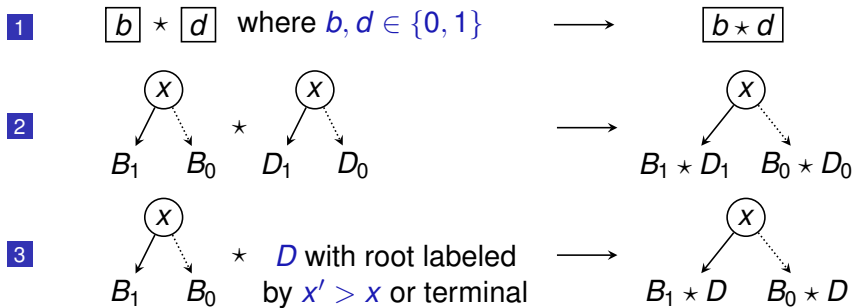 1 b ⋆ d where b, d ∈ {0, 1} ⟶ b ⋆ d
x x x
2 ⋆ ⟶
B₁ B₀ D₁ D₀ B₁ ⋆ D₁ B₀ ⋆ D₀
x x
3 ⋆ D with root labeled ⟶
B₁ B₀ by x′ > x or terminal B₁ ⋆ D B₀ ⋆ D